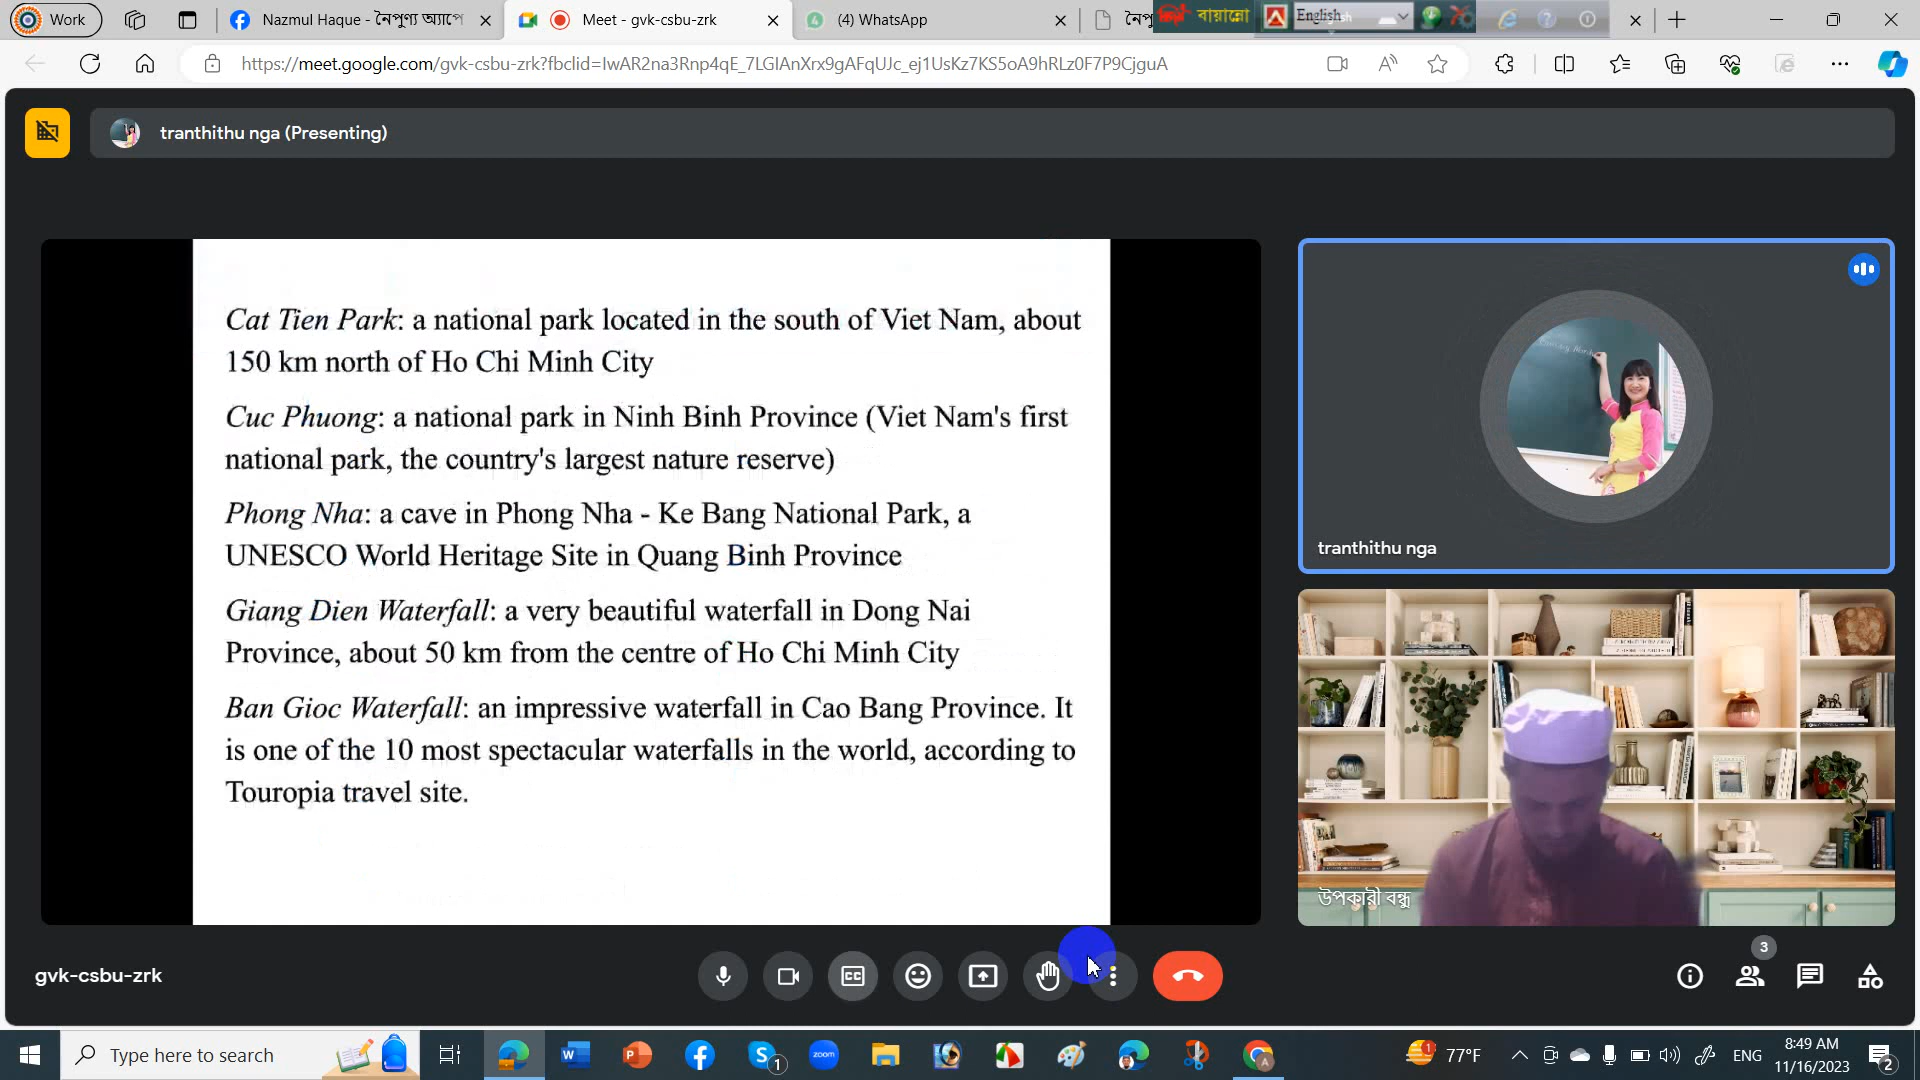 Work
Nazmul Haque - নৈপুণ্য অ্যাপে
Meet - gvk-csbu-zrk
(4) WhatsApp
নৈপু
বায়ান্নো
English
https://meet.google.com/gvk-csbu-zrk?fbclid=IwAR2na3Rnp4qE_7LGIAnXrx9gAFqUJc_ej1UsKz7KS5oA9hRLz0F7P9CjguA
tranthithu nga (Presenting)
Cat Tien Park: a national park located in the south of Viet Nam, about
150 km north of Ho Chi Minh City
Cuc Phuong: a national park in Ninh Binh Province (Viet Nam's first
national park, the country's largest nature reserve)
Phong Nha: a cave in Phong Nha - Ke Bang National Park, a
UNESCO World Heritage Site in Quang Binh Province
Giang Dien Waterfall: a very beautiful waterfall in Dong Nai
Province, about 50 km from the centre of Ho Chi Minh City
Ban Gioc Waterfall: an impressive waterfall in Cao Bang Province. It
is one of the 10 most spectacular waterfalls in the world, according to
Touropia travel site.
tranthithu nga
উপকারী বন্ধু
gvk-csbu-zrk
3
Type here to search
zoom
1
77°F
ENG
8:49 AM
11/16/2023
2